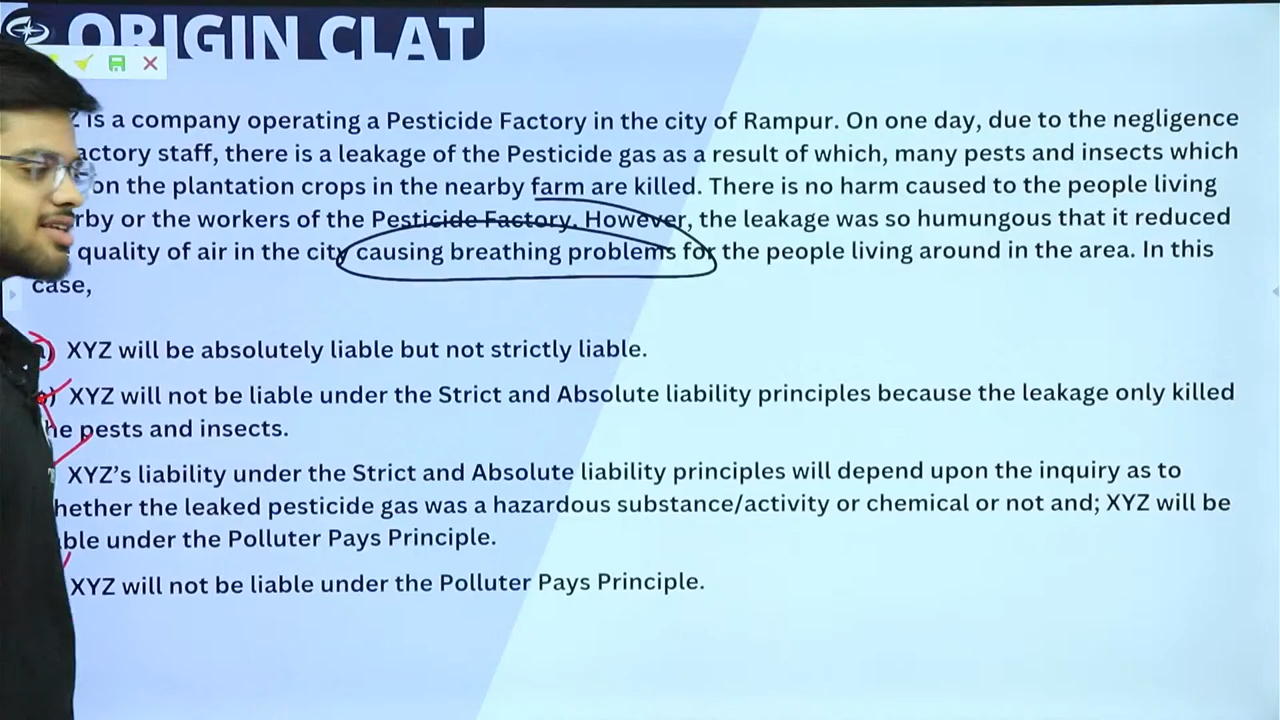 ORIGIN CLAT
is a company operating a Pesticide Factory in the city of Rampur. On one day, due to the negligence
there is a leakage of the Pesticide gas as a result of which, many pests and insects which
on the plantation crops in the nearby farm are killed. There is no harm caused to the people living
or the workers of the Pesticide Factory. However, the leakage was so humungous that it reduced
quality of air in the city causing breathing problems for the people living around in the area. In this
case,
XYZ will be absolutely liable but not strictly liable.
XYZ will not be liable under the Strict and Absolute liability principles because the leakage only killed
pests and insects.
XYZ’s liability under the Strict and Absolute liability principles will depend upon the inquiry as to
the leaked pesticide gas was a hazardous substance/activity or chemical or not and; XYZ will be
under the Polluter Pays Principle.
XYZ will not be liable under the Polluter Pays Principle.